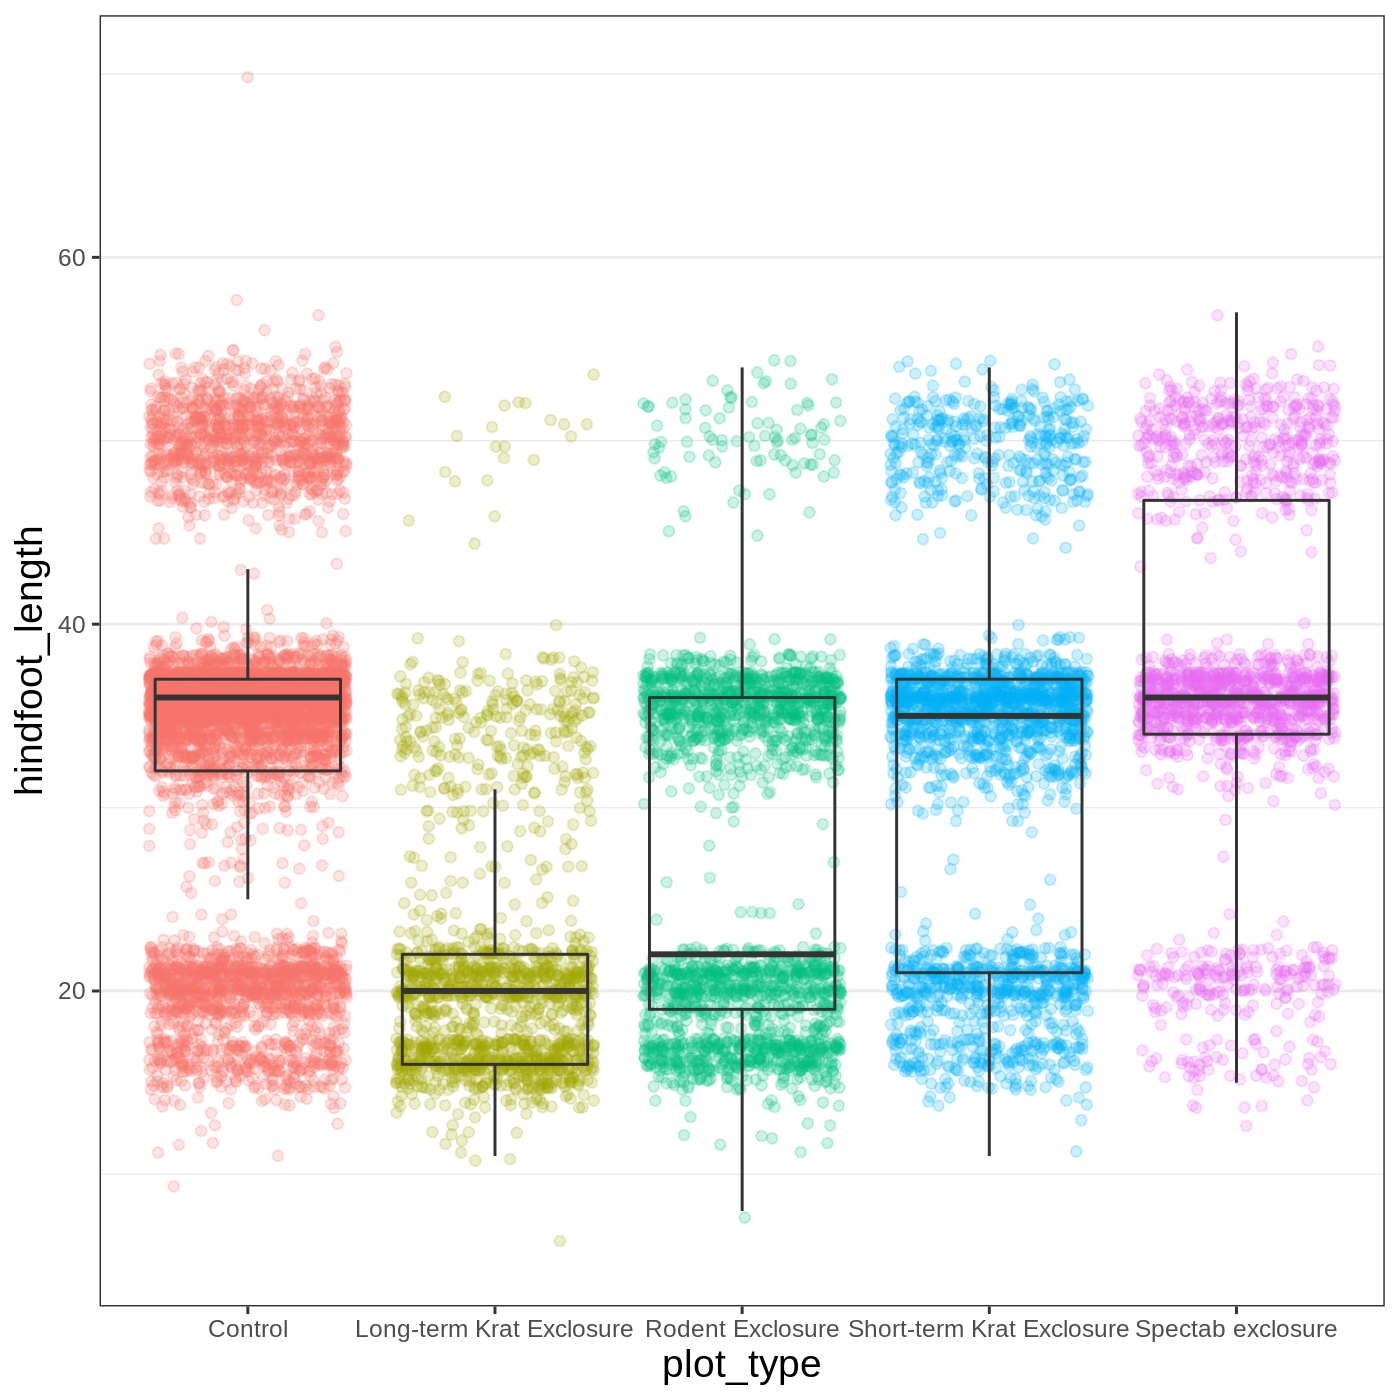 60
40
20
hindfoot_length
Control Long-term Krat Exclosure Rodent Exclosure Short-term Krat Exclosure Spectab exclosure
plot_type